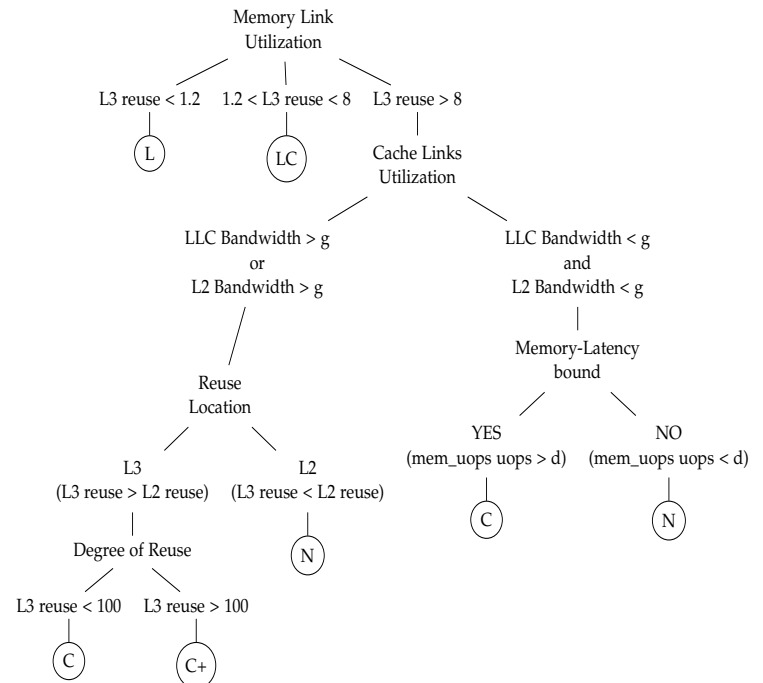 Memory Link
Utilization
L3 reuse < 1.2
1.2 < L3 reuse < 8
L3 reuse > 8
L
LC
Cache Links
Utilization
LLC Bandwidth > g
or
L2 Bandwidth > g
LLC Bandwidth < g
and
L2 Bandwidth < g
Memory-Latency
bound
Reuse
Location
YES
(mem_uops uops > d)
NO
(mem_uops uops < d)
L3
(L3 reuse > L2 reuse)
L2
(L3 reuse < L2 reuse)
C
N
Degree of Reuse
N
L3 reuse < 100
L3 reuse > 100
C
C+